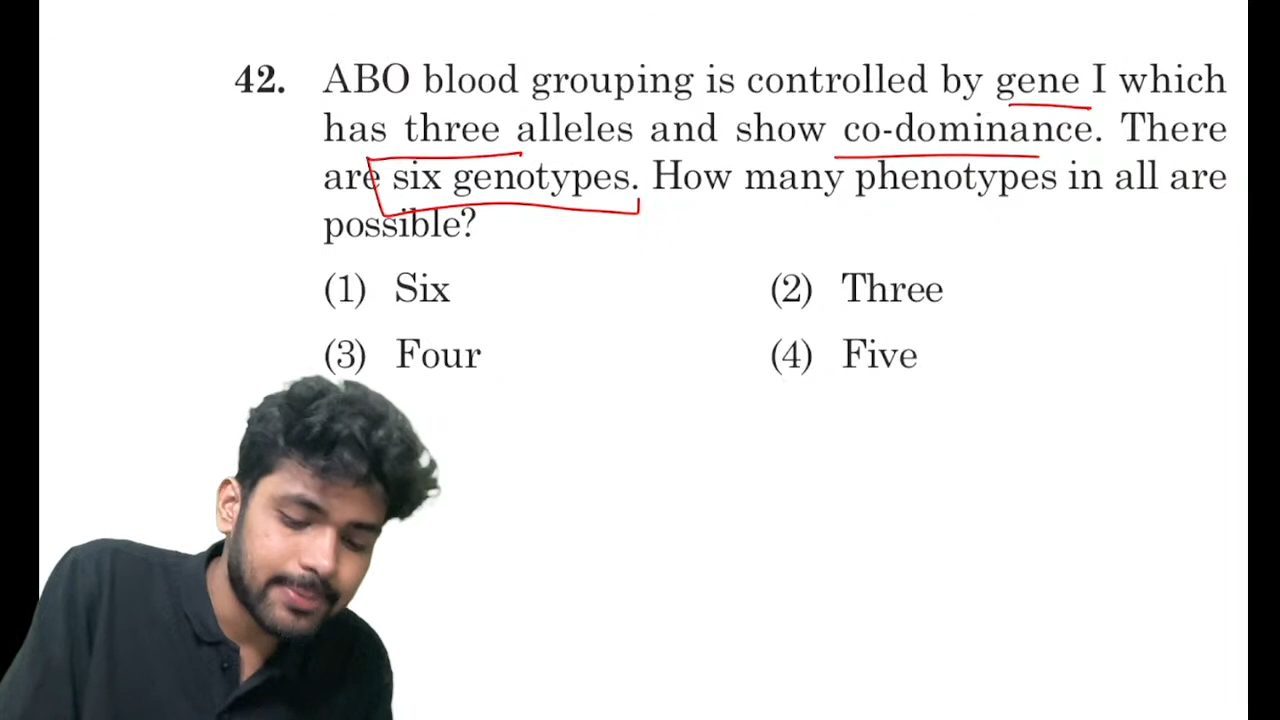 42. ABO blood grouping is controlled by gene I which
has three alleles and show co-dominance. There
are six genotypes. How many phenotypes in all are
possible?
(1) Six (2) Three
(3) Four (4) Five